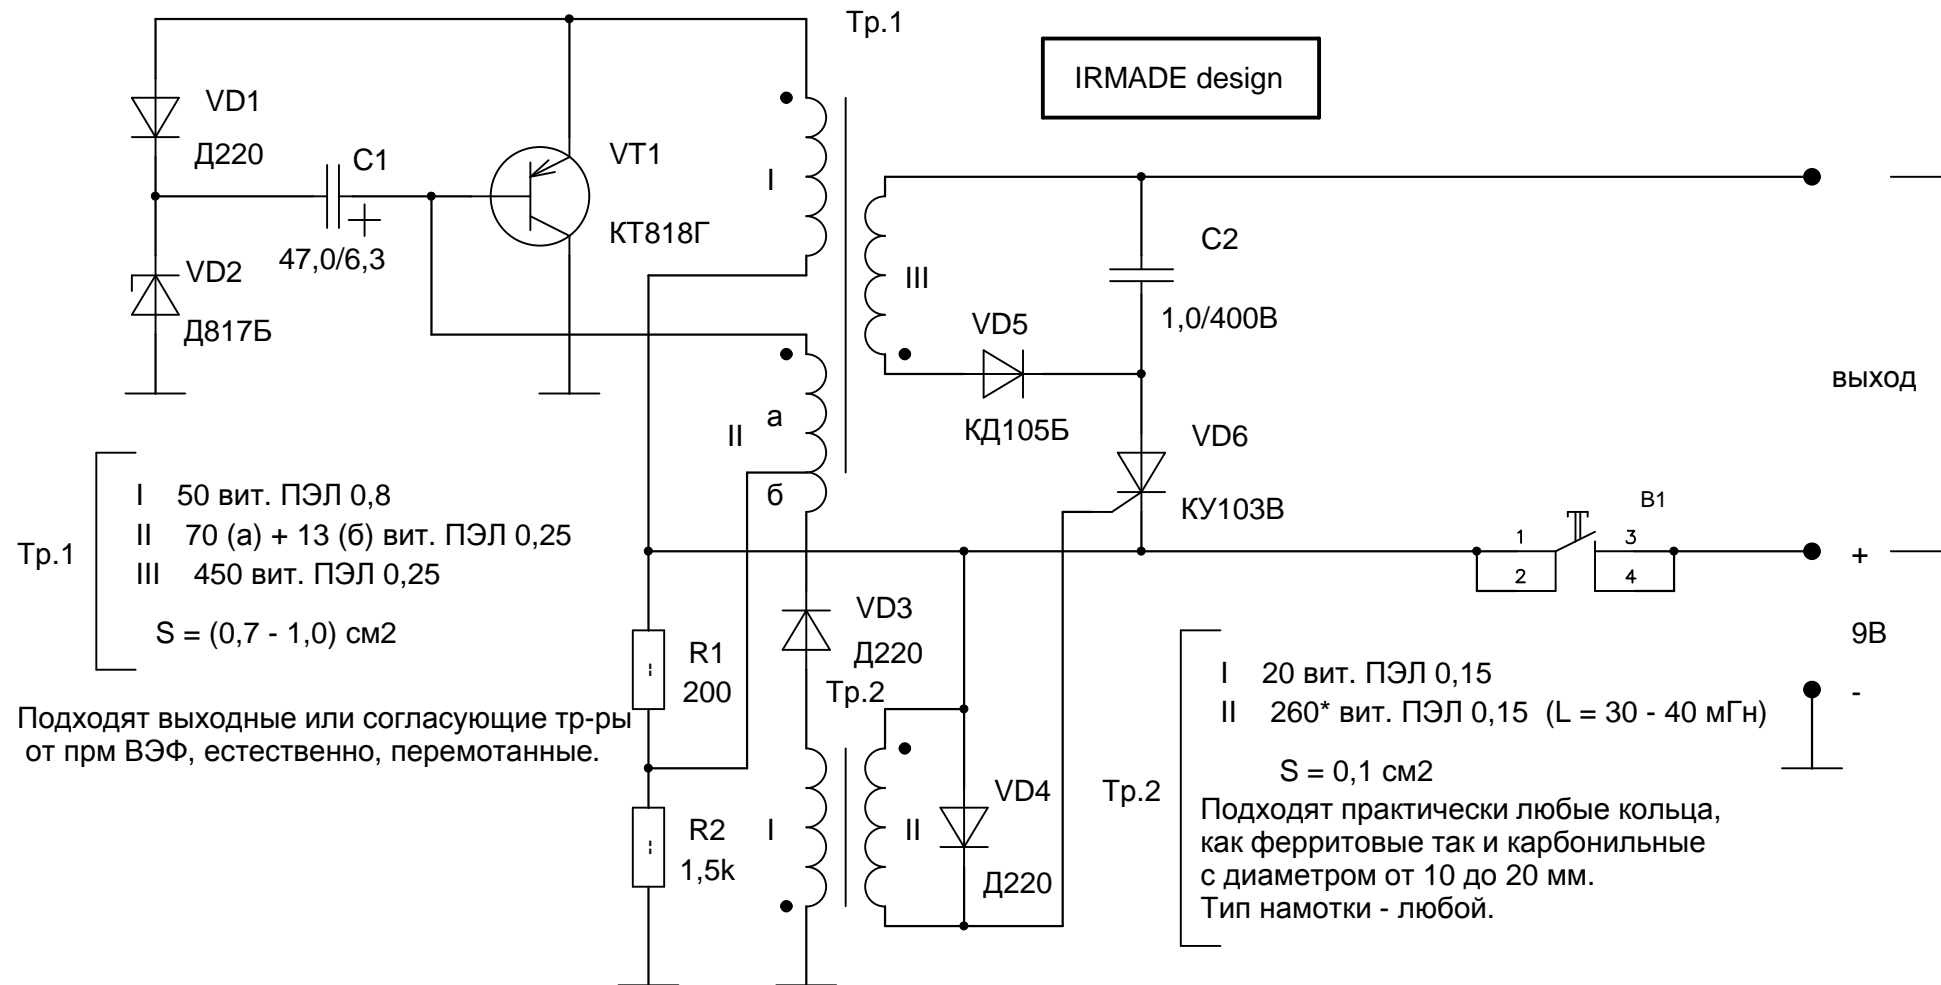 Тр.1
IRMADE design
VD1
Д220
C1
47,0/6,3
VT1
КТ818Г
I
VD2
Д817Б
III
C2
1,0/400В
VD5
КД105Б
выход
II
а
б
VD6
КУ103В
Тр.1
I 50 вит. ПЭЛ 0,8
II 70 (а) + 13 (б) вит. ПЭЛ 0,25
III 450 вит. ПЭЛ 0,25
S = (0,7 - 1,0) см2
Подходят выходные или согласующие тр-ры
от прм ВЭФ, естественно, перемотанные.
B1
1
2
3
4
+
9В
-
VD3
Д220
R1
200
Тр.2
R2
1,5k
I
II
VD4
Д220
Тр.2
I 20 вит. ПЭЛ 0,15
II 260* вит. ПЭЛ 0,15 (L = 30 - 40 мГн)
S = 0,1 см2
Подходят практически любые кольца,
как ферритовые так и карбонильные
с диаметром от 10 до 20 мм.
Тип намотки - любой.